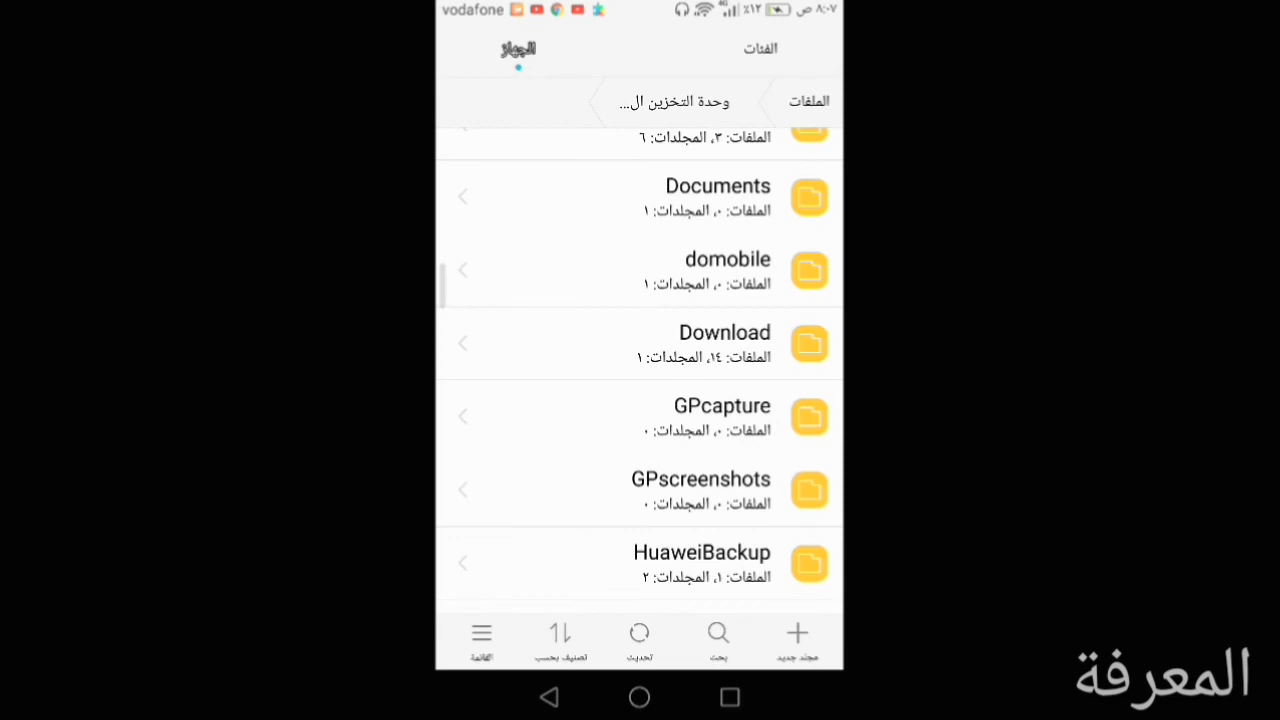 vodafone ٪١٢ ٨:٠٧ ص
الفئات الجهاز
الملفات وحدة التخزين ال...
الملفات: ٣، المجلدات: ٦
Documents
الملفات: ٠، المجلدات: ١
domobile
الملفات: ٠، المجلدات: ١
Download
الملفات: ١٤، المجلدات: ١
GPcapture
الملفات: ٠، المجلدات: ٠
GPscreenshots
الملفات: ٠، المجلدات: ٠
HuaweiBackup
الملفات: ١، المجلدات: ٢
مجلد جديد بحث تحديث تصنيف بحسب القائمة
المعرفة